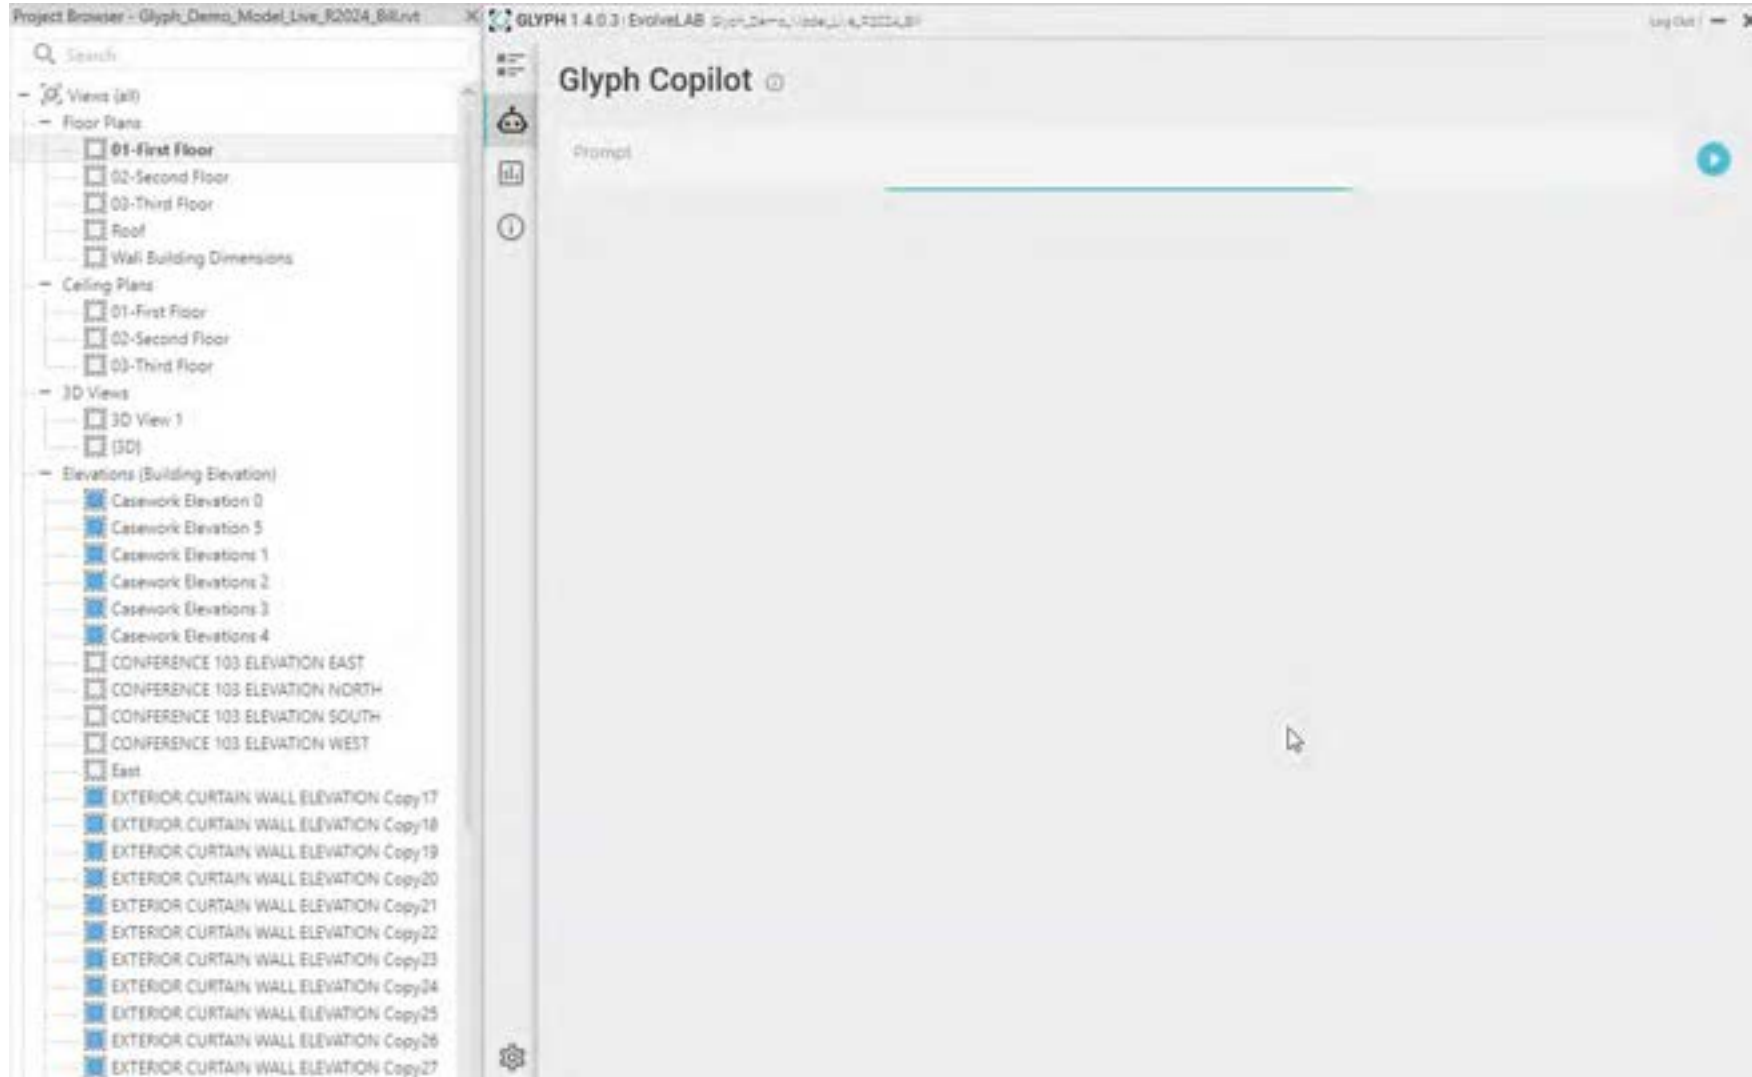 Project Browser - Glyph_Demo_Model_Live_R2024_Bill.rvt
Search
Views (all)
Floor Plans
01-First Floor
02-Second Floor
03-Third Floor
Roof
Wall Building Dimensions
Ceiling Plans
01-First Floor
02-Second Floor
03-Third Floor
3D Views
3D View 1
{3D}
Elevations (Building Elevation)
Casework Elevation 0
Casework Elevation 5
Casework Elevations 1
Casework Elevations 2
Casework Elevations 3
Casework Elevations 4
CONFERENCE 103 ELEVATION EAST
CONFERENCE 103 ELEVATION NORTH
CONFERENCE 103 ELEVATION SOUTH
CONFERENCE 103 ELEVATION WEST
East
EXTERIOR CURTAIN WALL ELEVATION Copy17
EXTERIOR CURTAIN WALL ELEVATION Copy18
EXTERIOR CURTAIN WALL ELEVATION Copy19
EXTERIOR CURTAIN WALL ELEVATION Copy20
EXTERIOR CURTAIN WALL ELEVATION Copy21
EXTERIOR CURTAIN WALL ELEVATION Copy22
EXTERIOR CURTAIN WALL ELEVATION Copy23
EXTERIOR CURTAIN WALL ELEVATION Copy24
EXTERIOR CURTAIN WALL ELEVATION Copy25
EXTERIOR CURTAIN WALL ELEVATION Copy26
EXTERIOR CURTAIN WALL ELEVATION Copy27
GLYPH 1.4.0.3 | EvolveLAB Glyph_Demo_Model_Live_R2024_Bill
Log Out
Glyph Copilot
Prompt